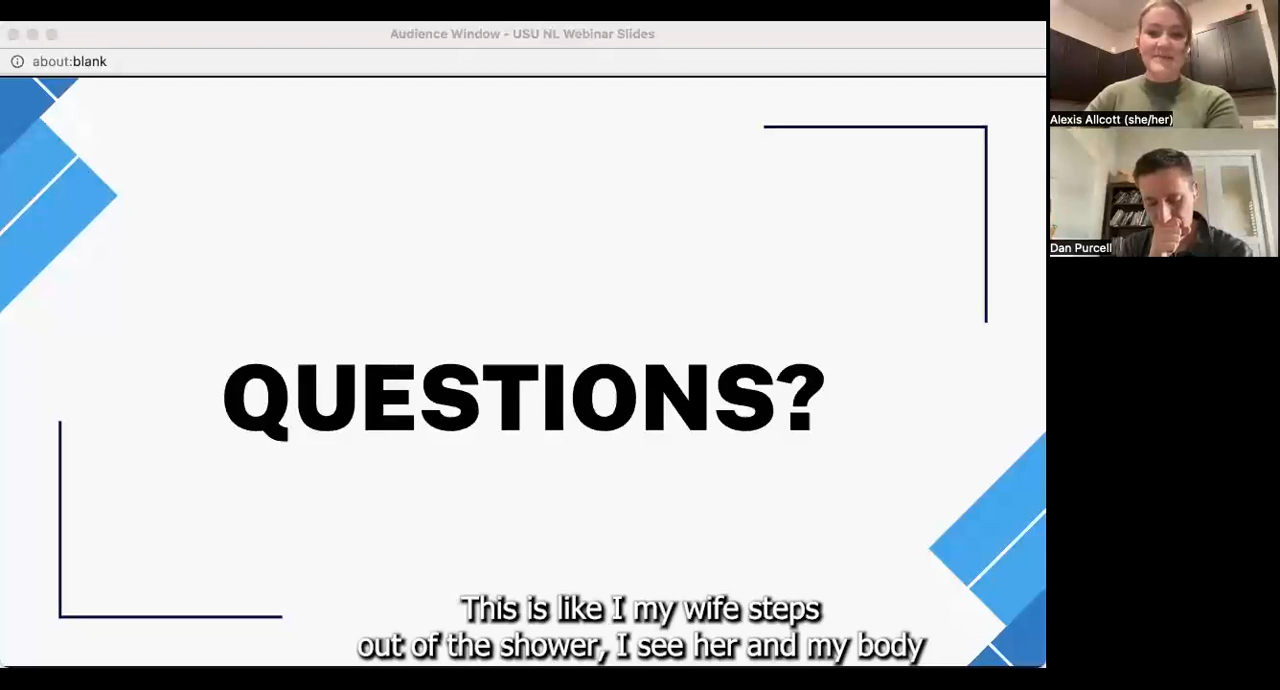 Audience Window - USU NL Webinar Slides
about:blank
Alexis Allcott (she/her)
Dan Purcell
QUESTIONS?
This is like I my wife steps
out of the shower, I see her and my body